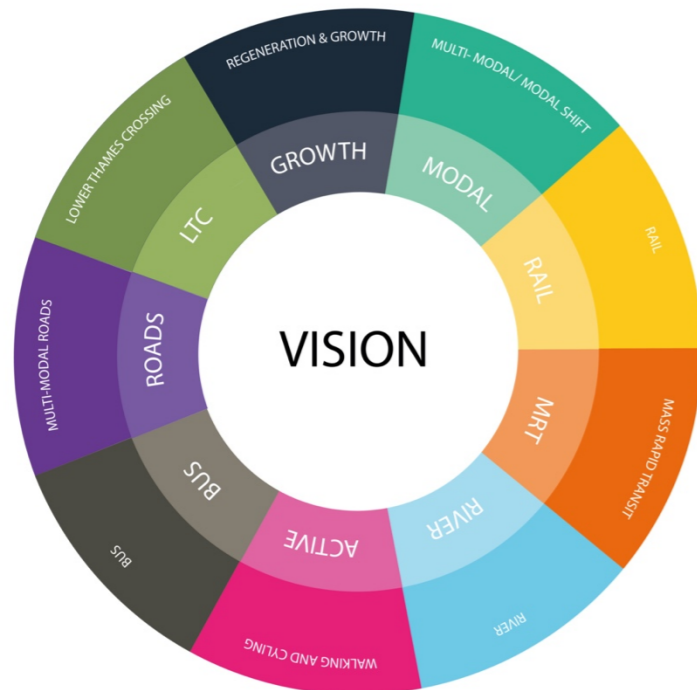 REGENERATION & GROWTH
GROWTH
MULTI- MODAL/ MODAL SHIFT
MODAL
RAIL
RAIL
MASS RAPID TRANSIT
MRT
RIVER
RIVER
WALKING AND CYLING
ACTIVE
BUS
BUS
MULTI-MODAL ROADS
ROADS
LOWER THAMES CROSSING
LTC
VISION